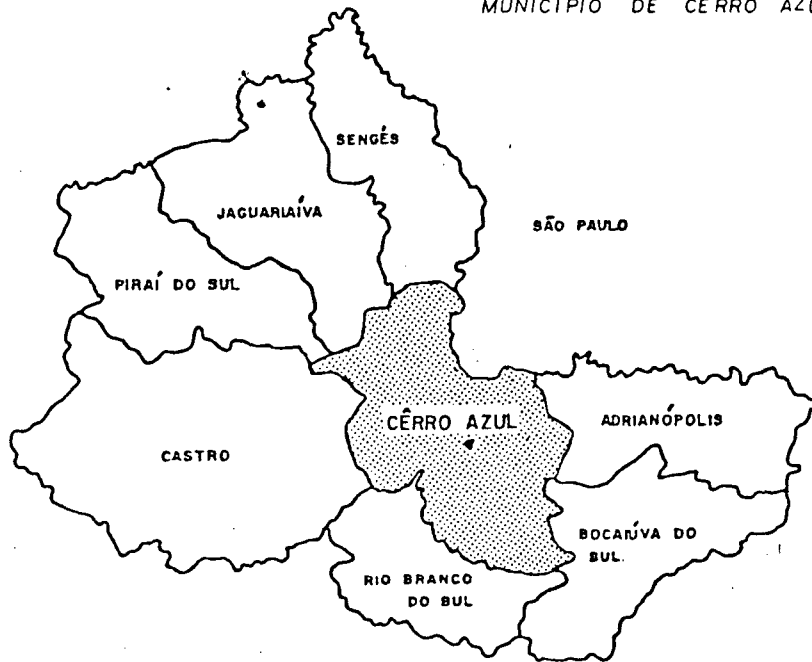 MUNICÍPIO DE CÊRRO
SENGÉS
JAGUARIAÍVA
SÃO PAULO
PIRAÍ DO SUL
CÊRRO AZUL
ADRIANÓPOLIS
CASTRO
BOCAIÚVA DO
SUL.
RIO BRANCO
DO SUL